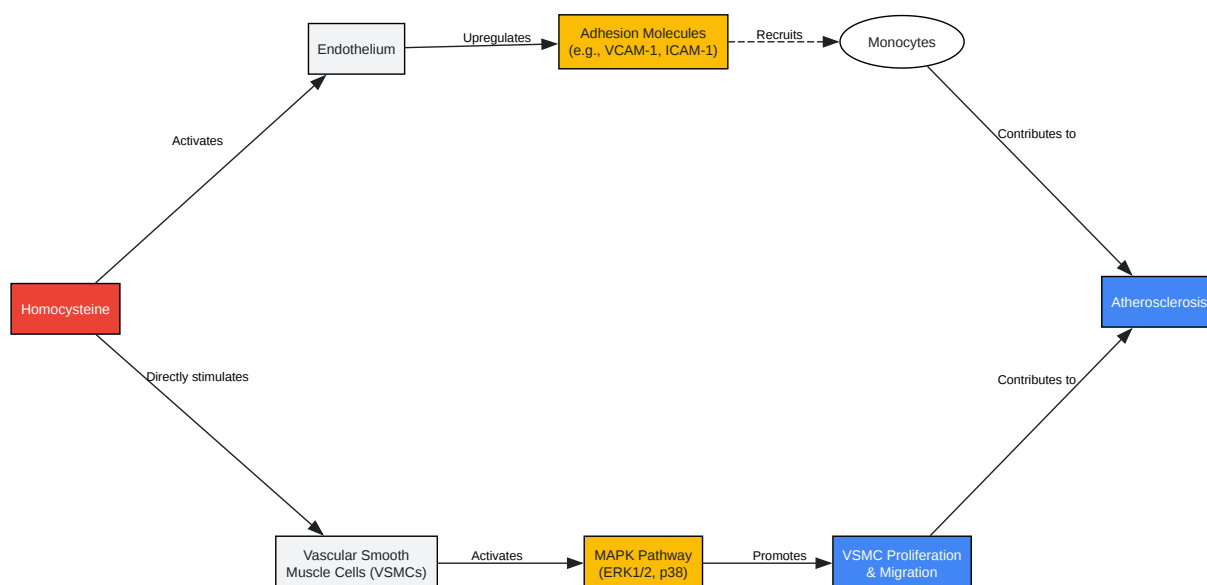 Endothelium
Upregulates
Adhesion Molecules
(e.g., VCAM-1, ICAM-1)
Recruits
Monocytes
Activates
Contributes to
Homocysteine
Atherosclerosis
Directly stimulates
Contributes to
Vascular Smooth
Muscle Cells (VSMCs)
Activates
MAPK Pathway
(ERK1/2, p38)
Promotes
VSMC Proliferation
& Migration